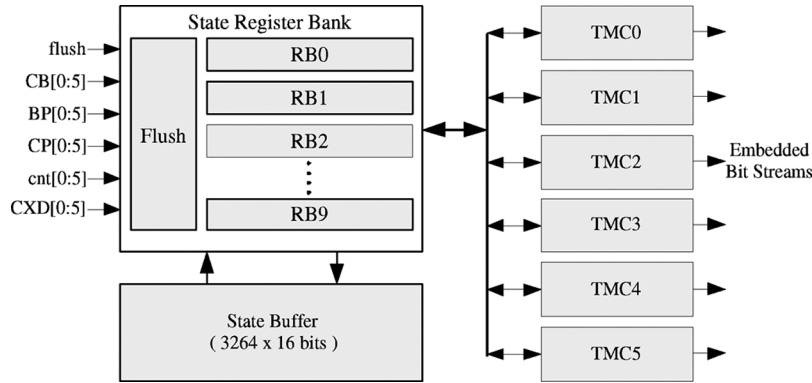 State Register Bank
flush
CB[0:5]
BP[0:5]
CP[0:5]
cnt[0:5]
CXD[0:5]
Flush
RB0
RB1
RB2
RB9
State Buffer
( 3264 x 16 bits )
TMC0
TMC1
TMC2
TMC3
TMC4
TMC5
Embedded
Bit Streams